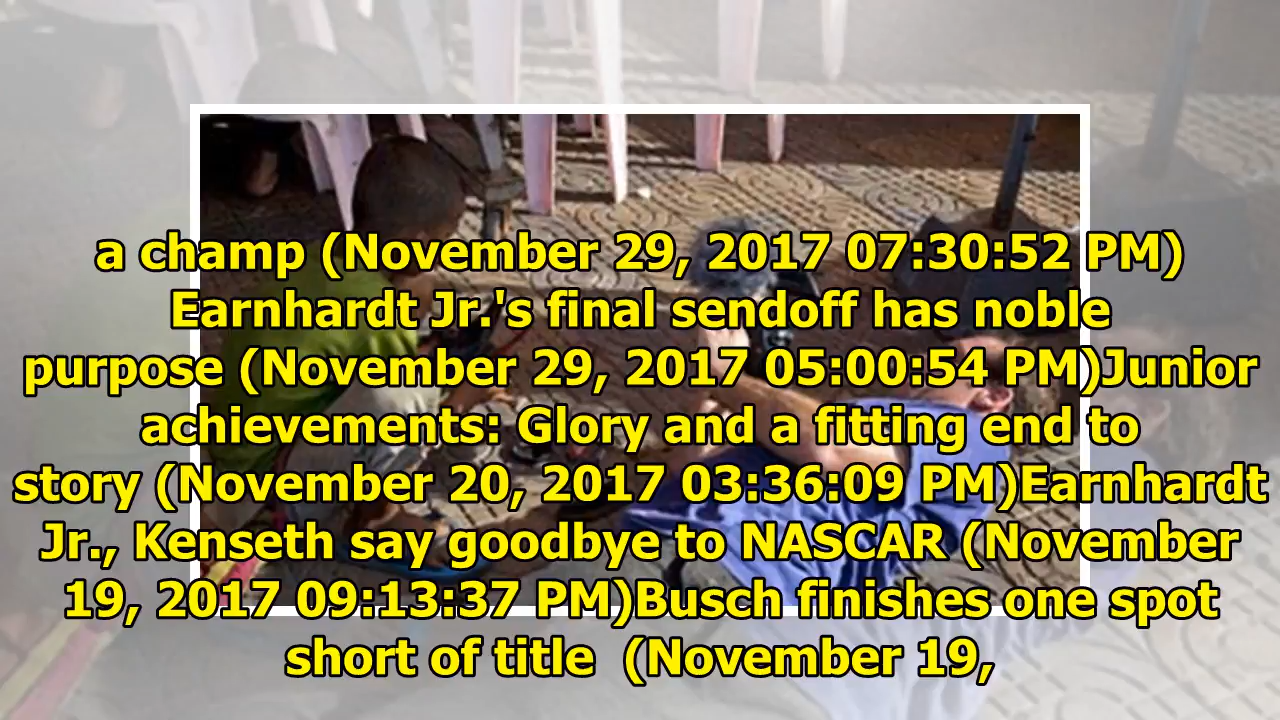 a champ (November 29, 2017 07:30:52 PM)
Earnhardt Jr.'s final sendoff has noble
purpose (November 29, 2017 05:00:54 PM)Junior
achievements: Glory and a fitting end to
story (November 20, 2017 03:36:09 PM)Earnhardt
Jr., Kenseth say goodbye to NASCAR (November
19, 2017 09:13:37 PM)Busch finishes one spot
short of title  (November 19,